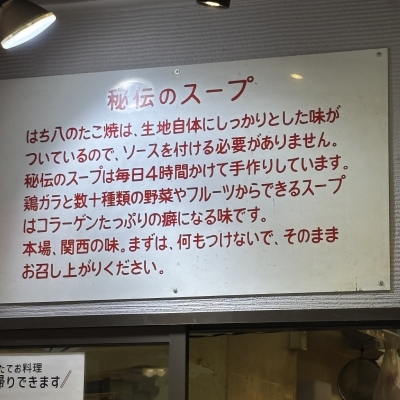 秘伝のスープ
はち八のたこ焼は、生地自体にしっかりとした味が
ついているので、ソースを付ける必要がありません。
秘伝のスープは毎日4時間かけて手作りしています。
鶏ガラと数十種類の野菜やフルーツからできるスープ
はコラーゲンたっぷりの癖になる味です。
本場、関西の味。まずは、何もつけないで、そのまま
お召し上がりください。
たてお料理
帰りできます